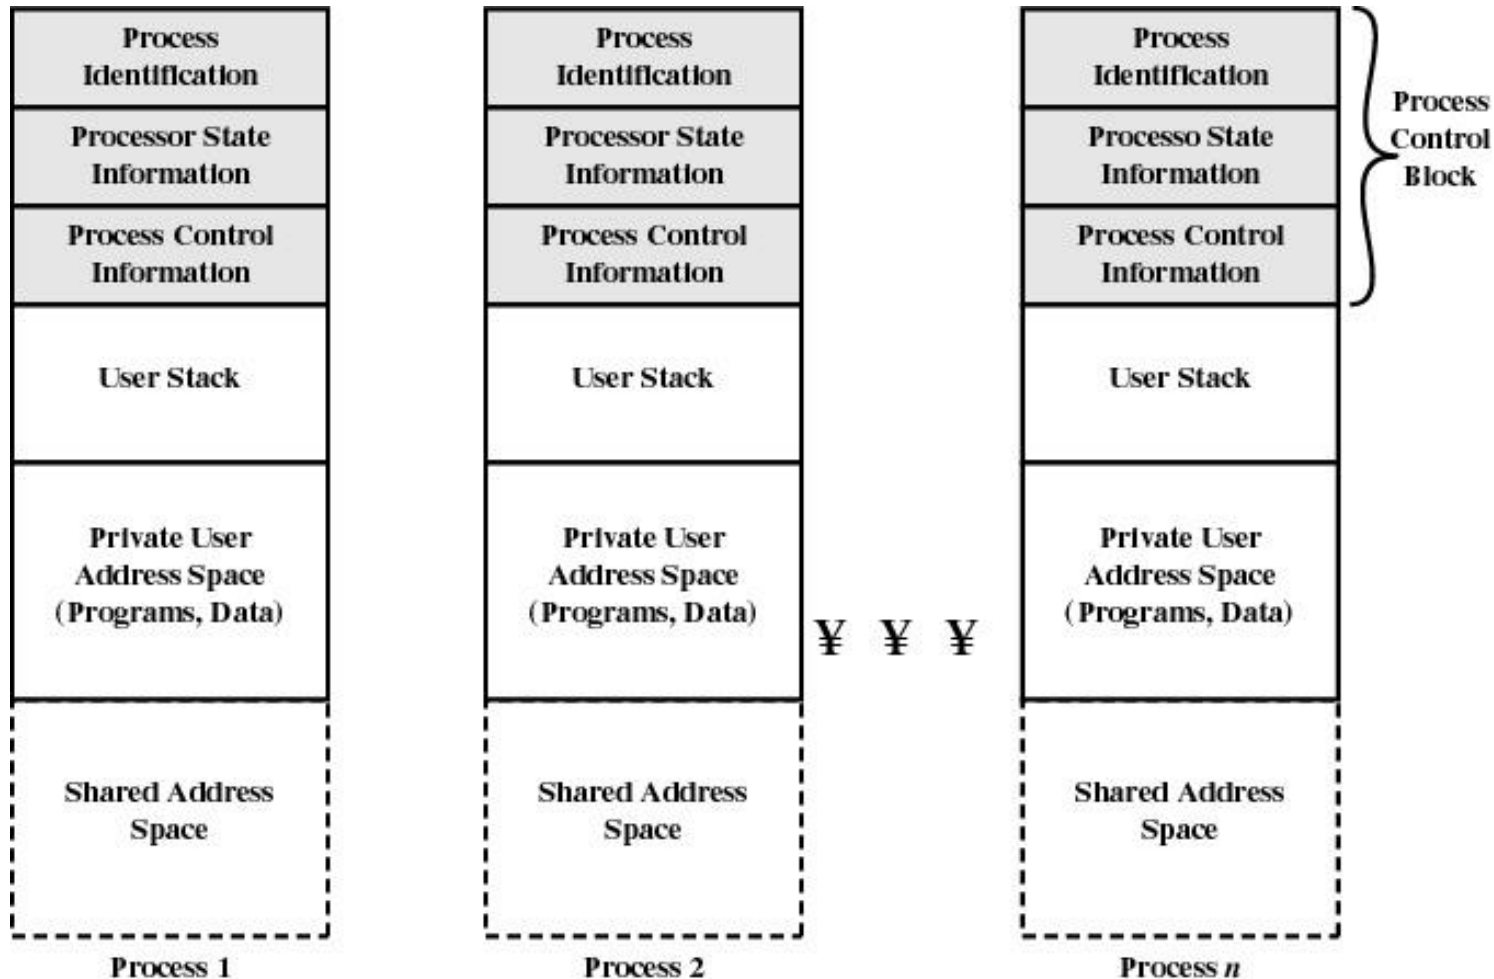 Process
Identification
Processor State
Information
Process Control
Information
User Stack
Private User
Address Space
(Programs, Data)
Shared Address
Space
Process 1
Process
Identification
Processor State
Information
Process Control
Information
User Stack
Private User
Address Space
(Programs, Data)
Shared Address
Space
Process 2
¥ ¥ ¥
Process
Identification
Processo State
Information
Process Control
Information
User Stack
Private User
Address Space
(Programs, Data)
Shared Address
Space
Process n
Process
Control
Block